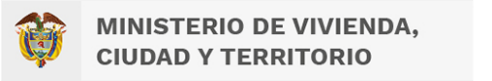 MINISTERIO DE VIVIENDA,
CIUDAD Y TERRITORIO